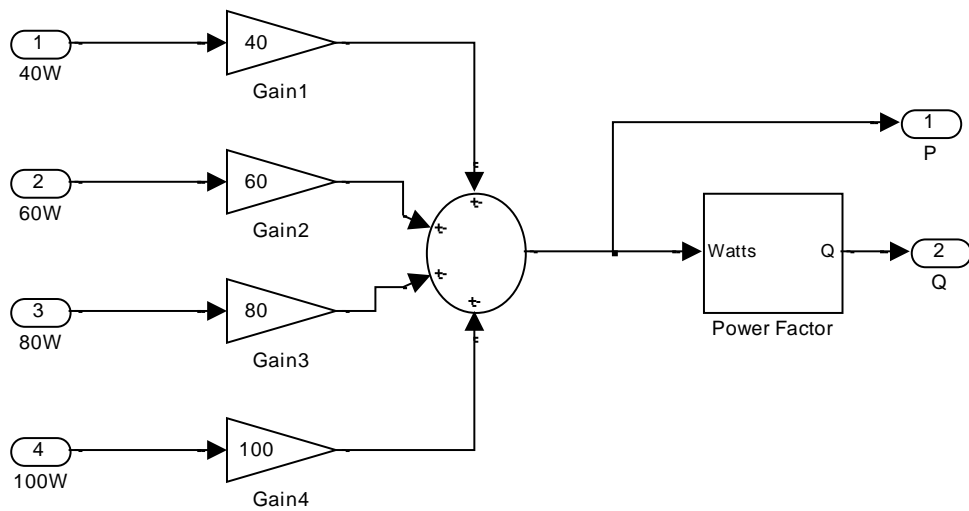 1
40W
40
Gain1
2
60W
60
Gain2
3
80W
80
Gain3
4
100W
100
Gain4
+
+
+
+
Watts
Q
Power Factor
1
P
2
Q